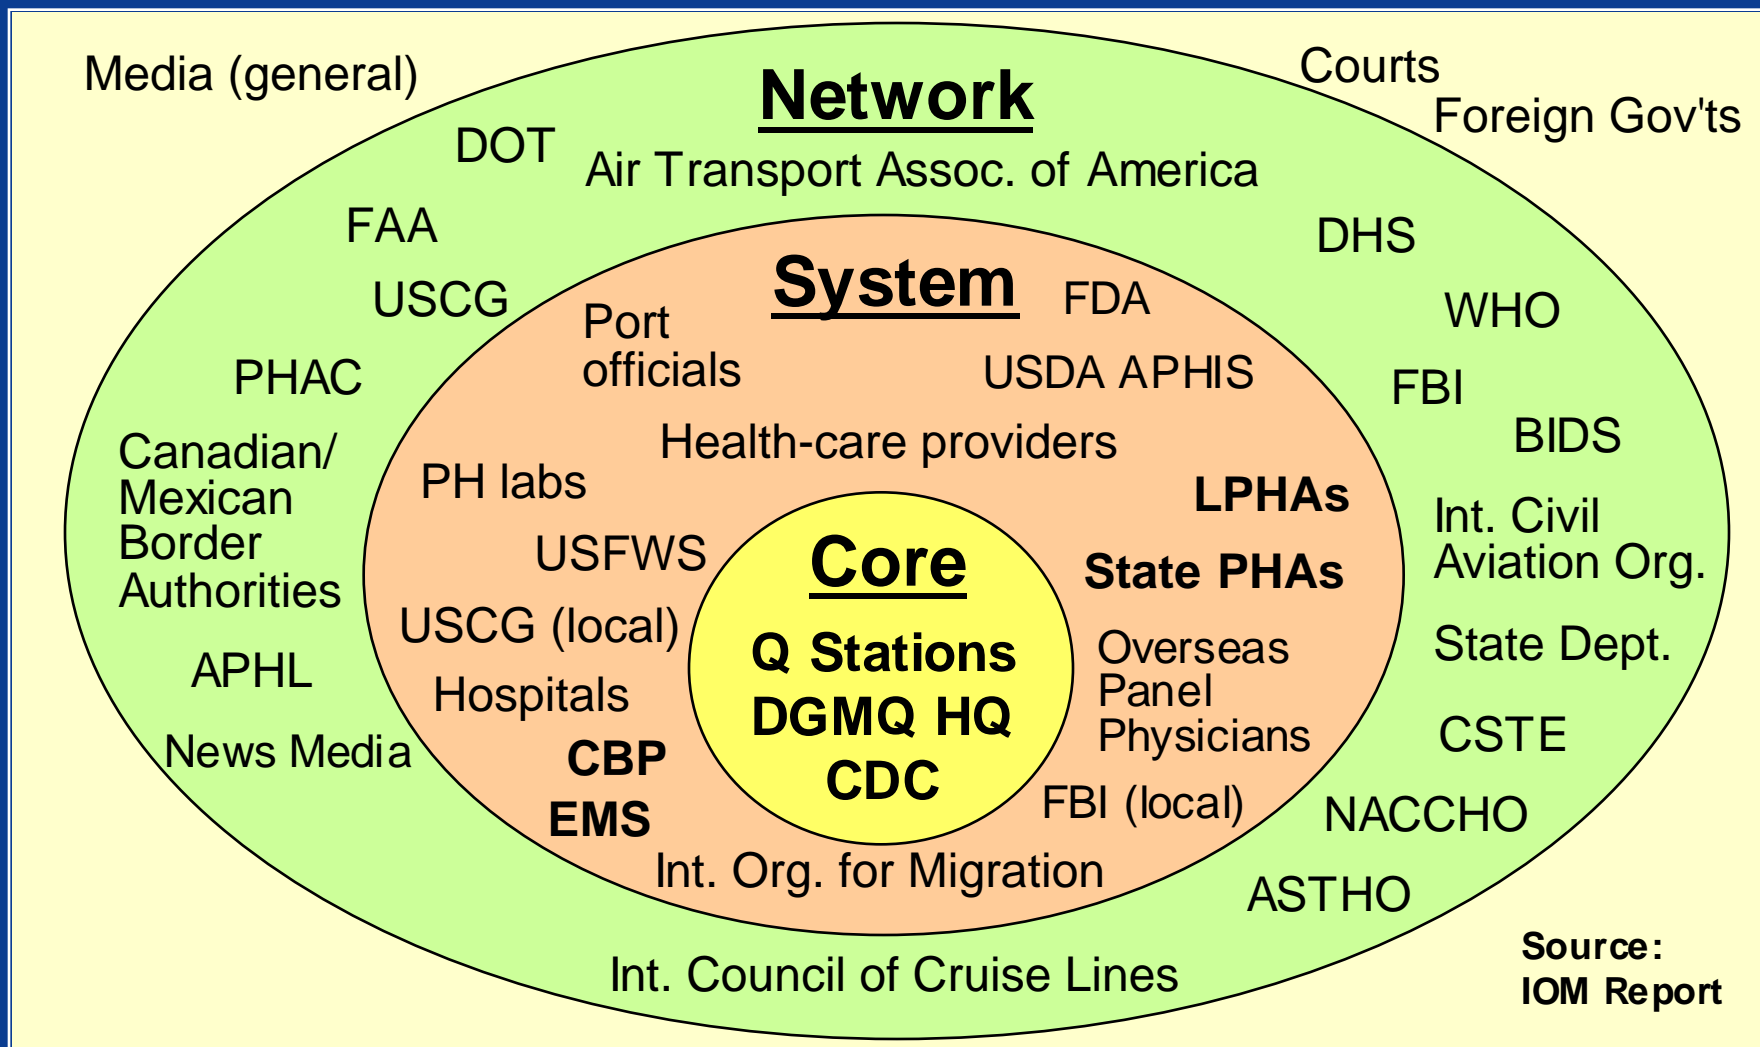 Media (general)
Courts
Foreign Gov'ts
Network
DOT
Air Transport Assoc. of America
FAA
DHS
USCG
WHO
PHAC
FBI
BIDS
Canadian/
Mexican
Border
Authorities
Int. Civil
Aviation Org.
APHL
State Dept.
News Media
CSTE
NACCHO
ASTHO
Int. Council of Cruise Lines
System
FDA
Port
officials
USDA APHIS
Health-care providers
PH labs
LPHAs
USFWS
State PHAs
USCG (local)
Overseas
Panel
Physicians
Hospitals
CBP
EMS
FBI (local)
Int. Org. for Migration
Core
Q Stations
DGMQ HQ
CDC
Source:
IOM Report